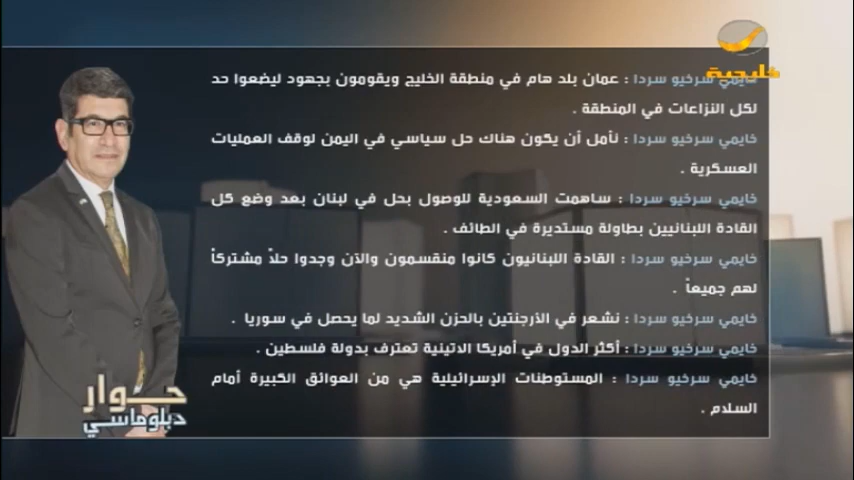 خليجية
خايمي سرخيو سردا : عمان بلد هام في منطقة الخليج ويقومون بجهود ليضعوا حد
لكل النزاعات في المنطقة .
خايمي سرخيو سردا : نأمل أن يكون هناك حل سياسي في اليمن لوقف العمليات
العسكرية .
خايمي سرخيو سردا : ساهمت السعودية للوصول بحل في لبنان بعد وضع كل
القادة اللبنانيين بطاولة مستديرة في الطائف .
خايمي سرخيو سردا : القادة اللبنانيون كانوا منقسمون والآن وجدوا حلاً مشتركاً
لهم جميعاً .
خايمي سرخيو سردا : نشعر في الأرجنتين بالحزن الشديد لما يحصل في سوريا .
خايمي سرخيو سردا : أكثر الدول في أمريكا الاتينية تعترف بدولة فلسطين .
خايمي سرخيو سردا : المستوطنات الإسرائيلية هي من العوائق الكبيرة أمام
السلام .
حوار
دبلوماسي